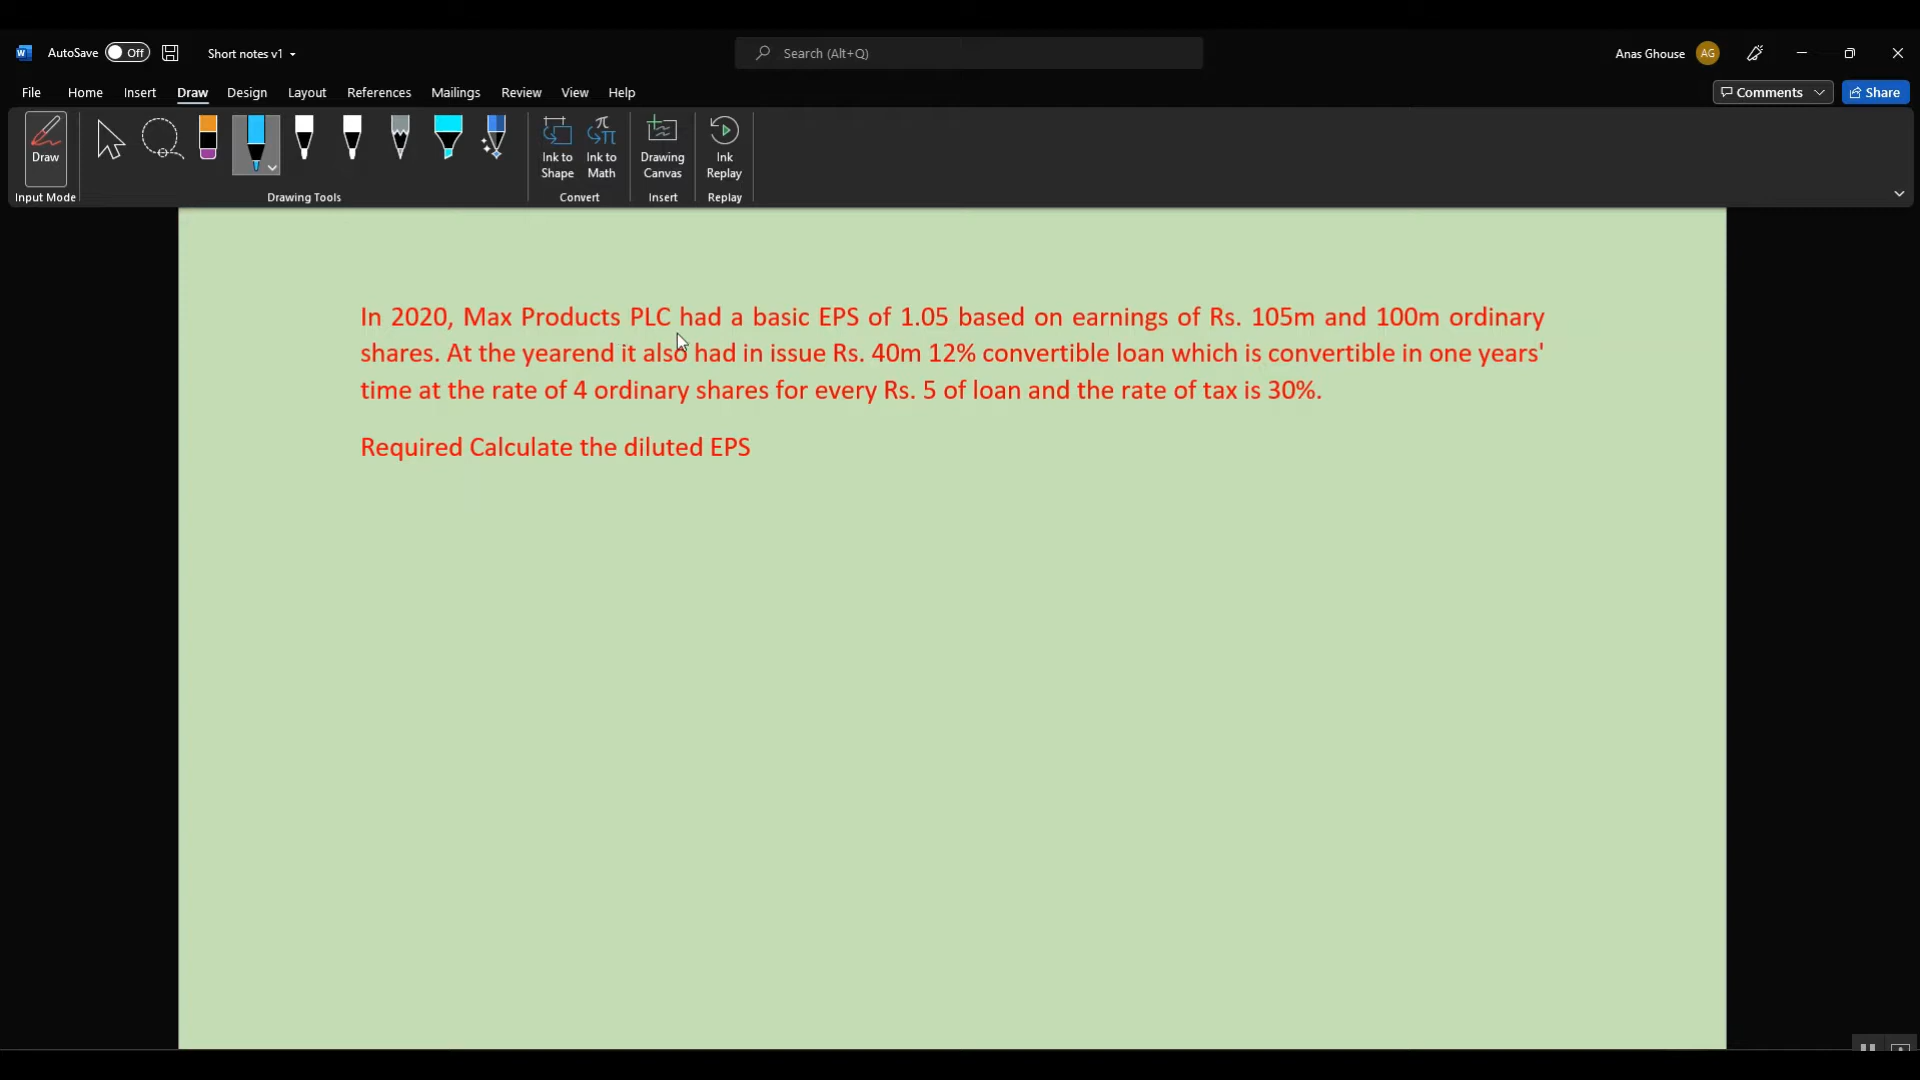 AutoSave Off Short notes v1 Search (Alt+Q) Anas Ghouse AG
File Home Insert Draw Design Layout References Mailings Review View Help Comments Share
Draw Ink to Shape Ink to Math Drawing Canvas Ink Replay
Input Mode Drawing Tools Convert Insert Replay
In 2020, Max Products PLC had a basic EPS of 1.05 based on earnings of Rs. 105m and 100m ordinary
shares. At the yearend it also had in issue Rs. 40m 12% convertible loan which is convertible in one years'
time at the rate of 4 ordinary shares for every Rs. 5 of loan and the rate of tax is 30%.
Required Calculate the diluted EPS